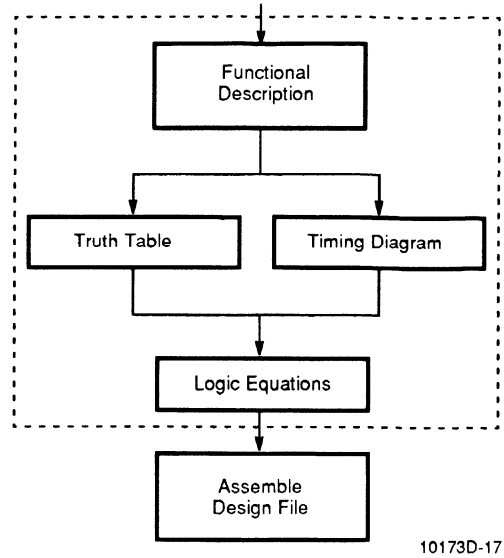 Functional
Description
Truth Table
Timing Diagram
Logic Equations
Assemble
Design File
10173D-17